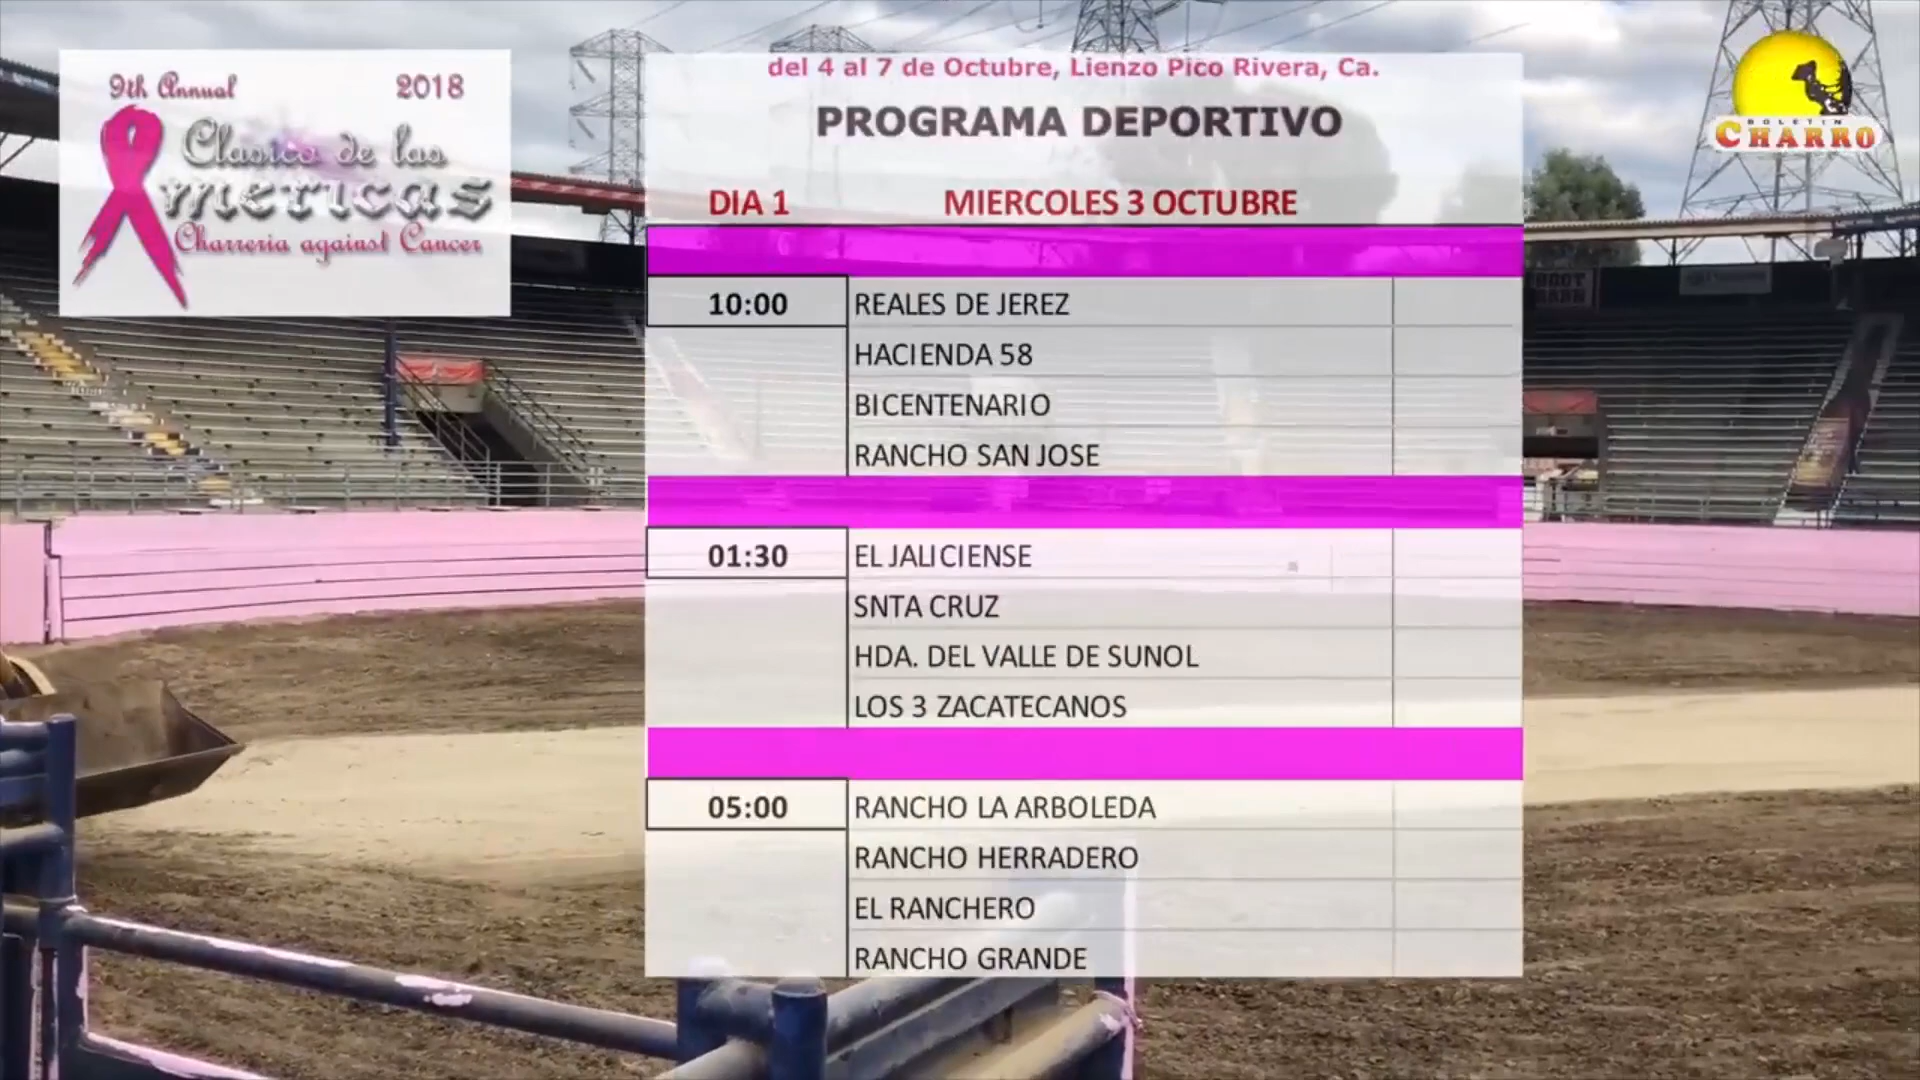 9th Annual 2018
Clasico de las
Americas
Charreria against Cancer
del 4 al 7 de Octubre, Lienzo Pico Rivera, Ca.
PROGRAMA DEPORTIVO
DIA 1 MIERCOLES 3 OCTUBRE
10:00 REALES DE JEREZ
HACIENDA 58
BICENTENARIO
RANCHO SAN JOSE
01:30 EL JALICIENSE
SNTA CRUZ
HDA. DEL VALLE DE SUNOL
LOS 3 ZACATECANOS
05:00 RANCHO LA ARBOLEDA
RANCHO HERRADERO
EL RANCHERO
RANCHO GRANDE
BOLETIN
CHARRO